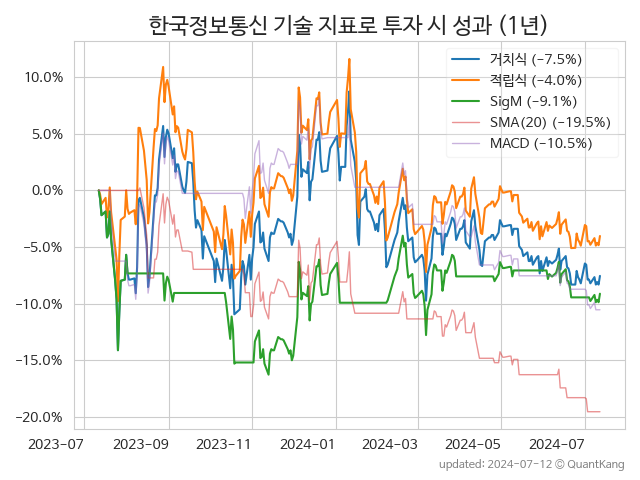 한국정보통신 기술 지표로 투자 시 성과 (1년)
거치식 (−7.5%)
적립식 (−4.0%)
SigM (−9.1%)
SMA(20) (−19.5%)
MACD (−10.5%)
10.0%
5.0%
0.0%
−5.0%
−10.0%
−15.0%
−20.0%
2023-07 2023-09 2023-11 2024-01 2024-03 2024-05 2024-07
updated: 2024-07-12 © QuantKang